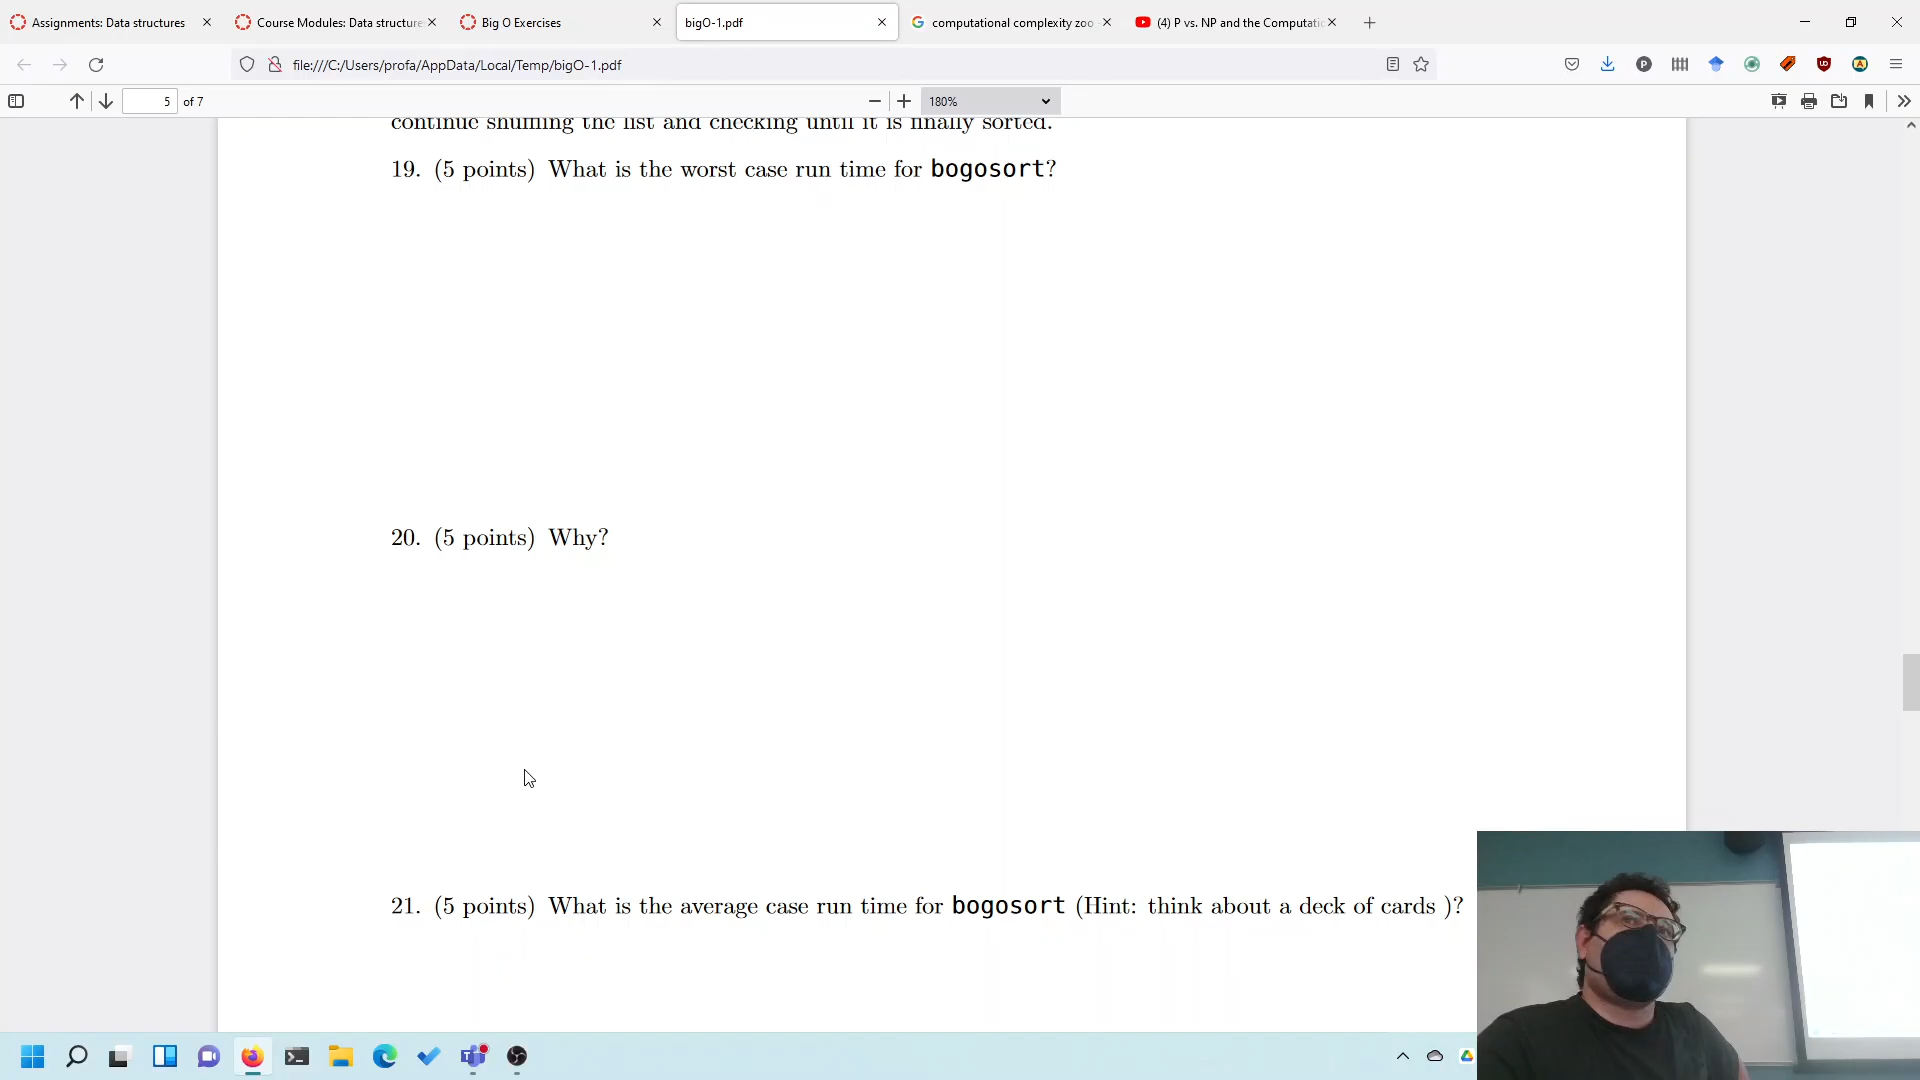 Assignments: Data structures
Course Modules: Data structure
Big O Exercises
bigO-1.pdf
computational complexity zoo
(4) P vs. NP and the Computatio
file:///C:/Users/profa/AppData/Local/Temp/bigO-1.pdf
5 of 7
180%
continue shuffling the list and checking until it is finally sorted.
19. (5 points) What is the worst case run time for bogosort?
20. (5 points) Why?
21. (5 points) What is the average case run time for bogosort (Hint: think about a deck of cards )?